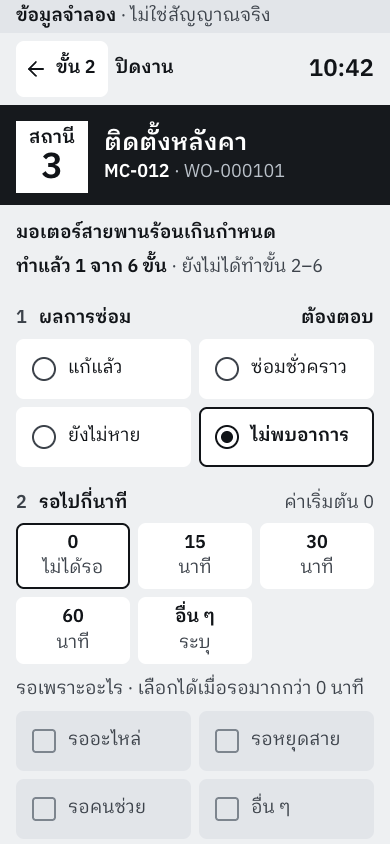 ข้อมูลจำลอง · ไม่ใช่สัญญาณจริง
← ขั้น 2 ปิดงาน 10:42
สถานี
3
ติดตั้งหลังคา
MC-012 · WO-000101
มอเตอร์สายพานร้อนเกินกำหนด
ทำแล้ว 1 จาก 6 ขั้น · ยังไม่ได้ทำขั้น 2–6
1 ผลการซ่อม ต้องตอบ
แก้แล้ว ซ่อมชั่วคราว
ยังไม่หาย ไม่พบอาการ
2 รอไปกี่นาที ค่าเริ่มต้น 0
0 15 30
ไม่ได้รอ นาที นาที
60 อื่น ๆ
นาที ระบุ
รอเพราะอะไร · เลือกได้เมื่อรอมากกว่า 0 นาที
รออะไหล่ รอหยุดสาย
รอคนช่วย อื่น ๆ